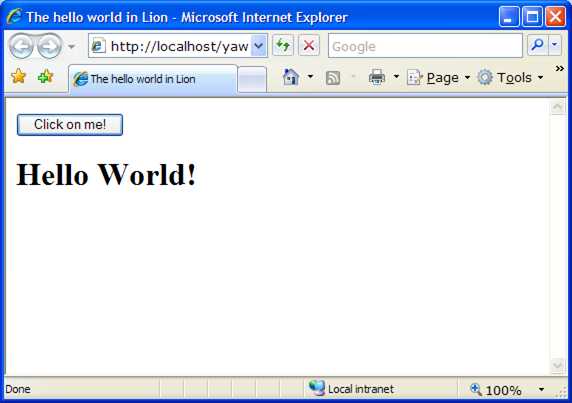 The hello world in Lion - Microsoft Internet Explorer
http://localhost/yaw
Google
The hello world in Lion
Page
Tools
»
Click on me!
Hello World!
Done
Local intranet
100%